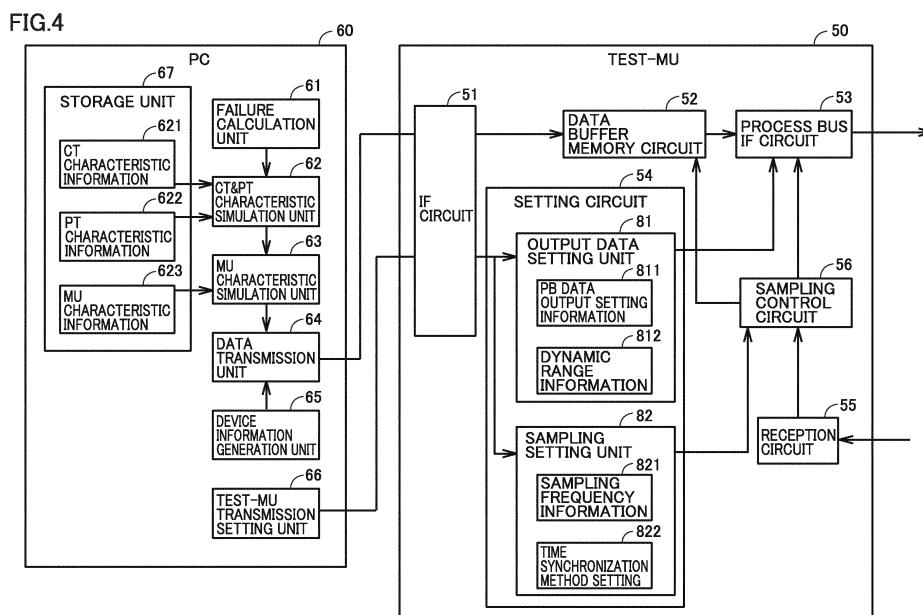 FIG.4
60
PC
67
STORAGE UNIT
621
CT
CHARACTERISTIC
INFORMATION
622
PT
CHARACTERISTIC
INFORMATION
623
MU
CHARACTERISTIC
INFORMATION
61
FAILURE
CALCULATION
UNIT
62
CT&PT
CHARACTERISTIC
SIMULATION UNIT
63
MU
CHARACTERISTIC
SIMULATION UNIT
64
DATA
TRANSMISSION
UNIT
65
DEVICE
INFORMATION
GENERATION UNIT
66
TEST-MU
TRANSMISSION
SETTING UNIT
50
TEST-MU
51
IF
CIRCUIT
52
DATA
BUFFER
MEMORY CIRCUIT
53
PROCESS BUS
IF CIRCUIT
54
SETTING CIRCUIT
81
OUTPUT DATA
SETTING UNIT
811
PB DATA
OUTPUT SETTING
INFORMATION
812
DYNAMIC
RANGE
INFORMATION
82
SAMPLING
SETTING UNIT
821
SAMPLING
FREQUENCY
INFORMATION
822
TIME
SYNCHRONIZATION
METHOD SETTING
56
SAMPLING
CONTROL
CIRCUIT
55
RECEPTION
CIRCUIT